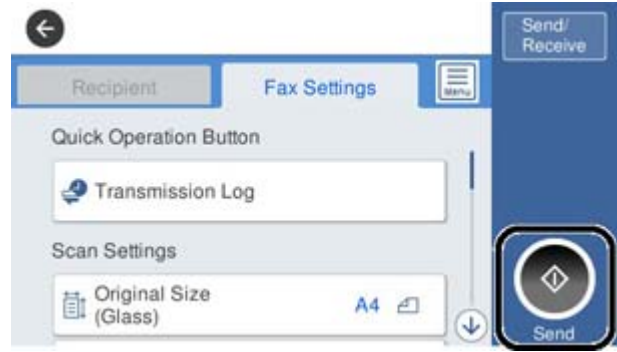 Send/
Receive
Recipient
Fax Settings
Menu
Quick Operation Button
Transmission Log
Scan Settings
Original Size
(Glass)
A4
Send